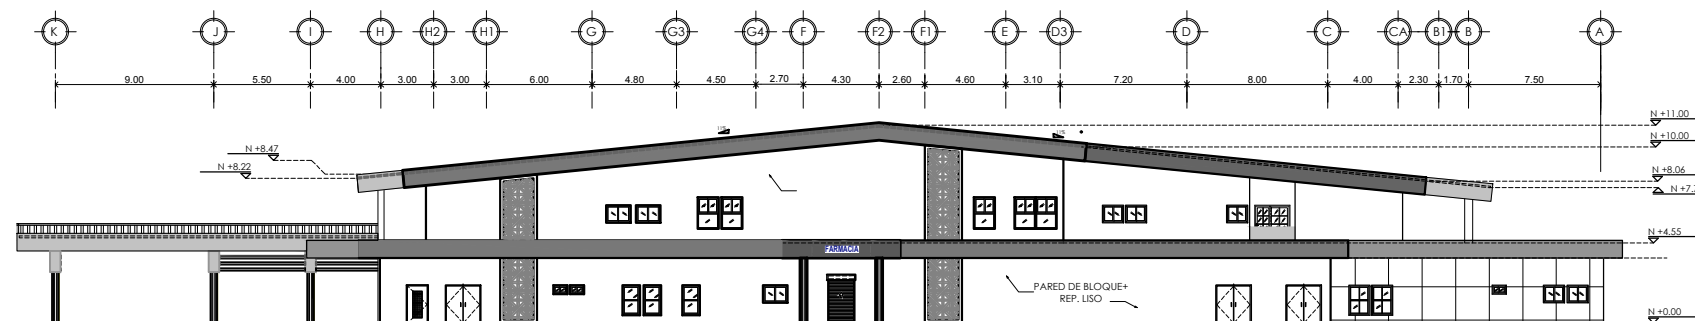 K J I H H2 H1 G G3 G4 F F2 F1 E D3 D C CA B1 B A
9.00 5.50 4.00 3.00 3.00 6.00 4.80 4.50 2.70 4.30 2.60 4.60 3.10 7.20 8.00 4.00 2.30 1.70 7.50
N +11.00
N +10.00
N +8.47
N +8.22
N +8.06
N +4.55
FARMACIA
PARED DE BLOQUE+
REP. LISO
N +0.00